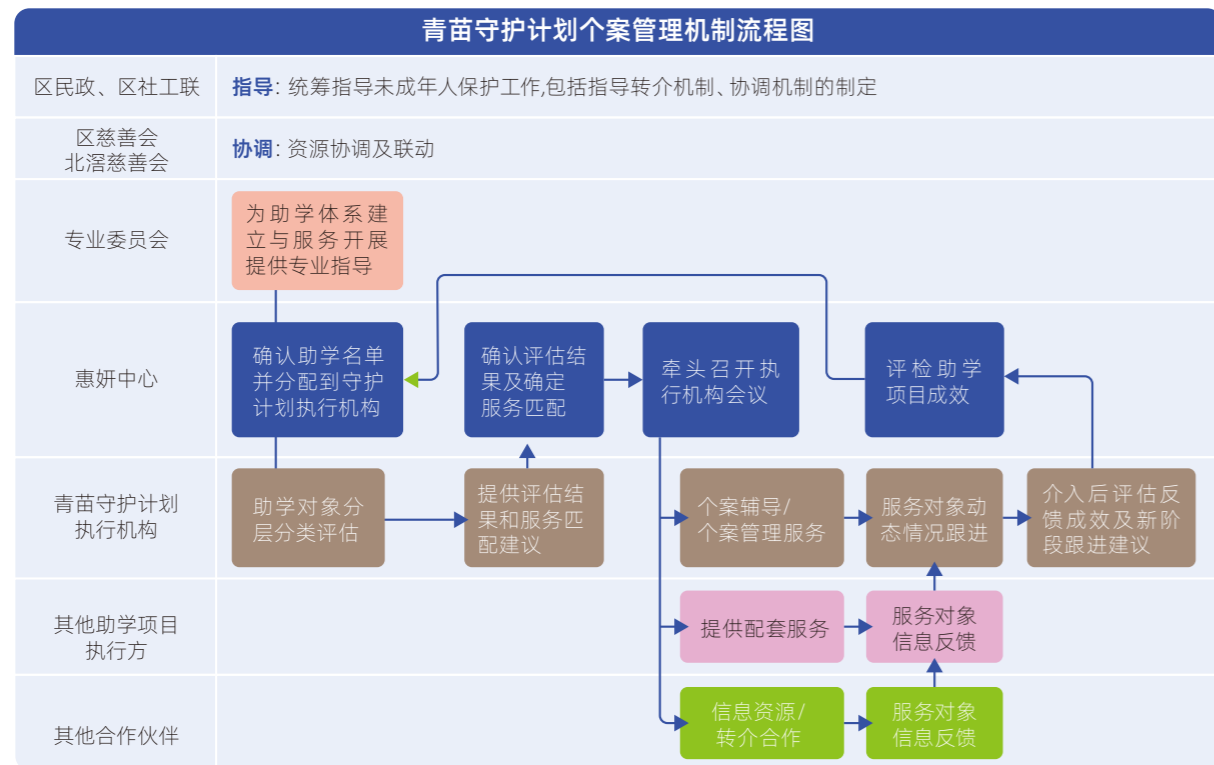 青苗守护计划个案管理机制流程图
区民政、区社工联
指导: 统筹指导未成年人保护工作,包括指导转介机制、协调机制的制定
区慈善会
北滘慈善会
协调: 资源协调及联动
专业委员会
为助学体系建
立与服务开展
提供专业指导
惠妍中心
确认助学名单
并分配到守护
计划执行机构
确认评估结
果及确定
服务匹配
牵头召开执
行机构会议
评检助学
项目成效
青苗守护计划
执行机构
助学对象分
层分类评估
提供评估结
果和服务匹
配建议
个案辅导/
个案管理服务
服务对象动
态情况跟进
介入后评估反
馈成效及新阶
段跟进建议
其他助学项目
执行方
提供配套服务
服务对象
信息反馈
其他合作伙伴
信息资源/
转介合作
服务对象
信息反馈